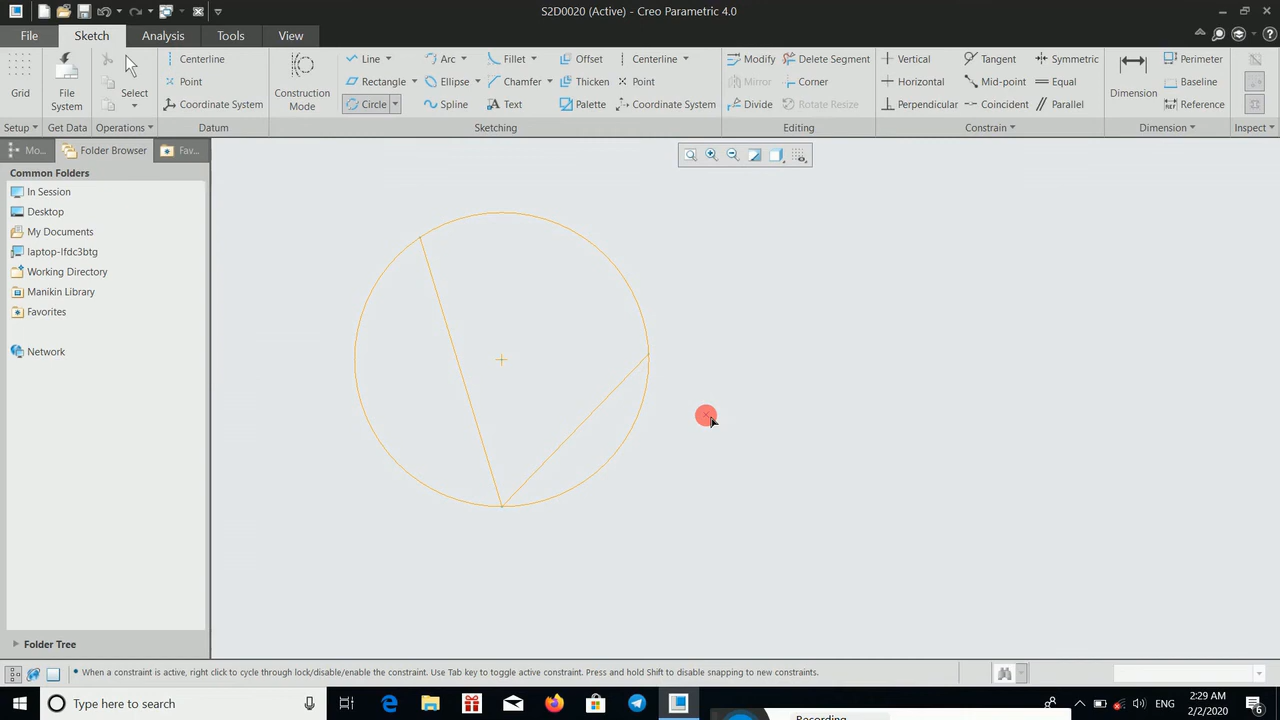 S2D0020 (Active) - Creo Parametric 4.0
File Sketch Analysis Tools View
Grid
File System
Select
Centerline
Point
Coordinate System
Construction Mode
Line Arc Fillet Offset Centerline
Rectangle Ellipse Chamfer Thicken Point
Circle Spline Text Palette Coordinate System
Modify Delete Segment
Corner
Divide Rotate Resize
Vertical Tangent Symmetric
Horizontal Mid-point Equal
Perpendicular Coincident Parallel
Dimension
Perimeter
Baseline
Reference
Setup Get Data Operations Datum Sketching Editing Constrain Dimension Inspect
Mo... Folder Browser Fav...
Common Folders
In Session
Desktop
My Documents
laptop-lfdc3btg
Working Directory
Manikin Library
Favorites
Network
Folder Tree
When a constraint is active, right click to cycle through lock/disable/enable the constraint. Use Tab key to toggle active constraint. Press and hold Shift to disable snapping to new constraints.
Type here to search
ENG
2:29 AM
2/2/2020
Recording